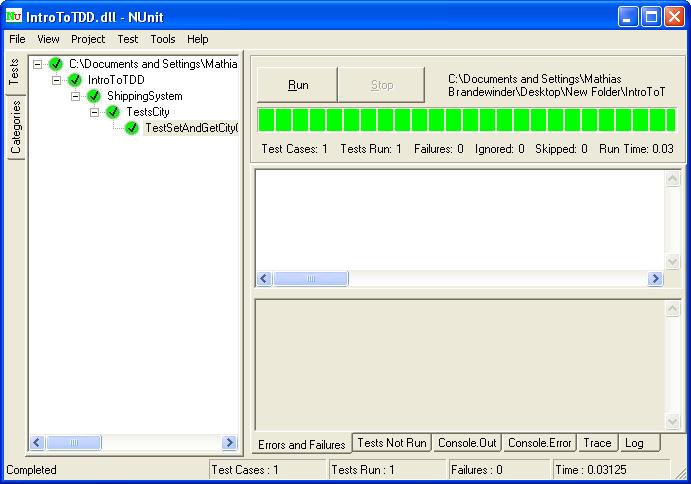 NU IntroToTDD.dll - NUnit
File View Project Test Tools Help
Tests
Categories
C:\Documents and Settings\Mathia
IntroToTDD
ShippingSystem
TestsCity
TestSetAndGetCity
Run
Stop
C:\Documents and Settings\Mathias
Brandewinder\Desktop\New Folder\IntroToT
Test Cases: 1 Tests Run: 1 Failures: 0 Ignored: 0 Skipped: 0 Run Time: 0.03
Errors and Failures Tests Not Run Console.Out Console.Error Trace Log
Completed Test Cases : 1 Tests Run : 1 Failures : 0 Time : 0.03125